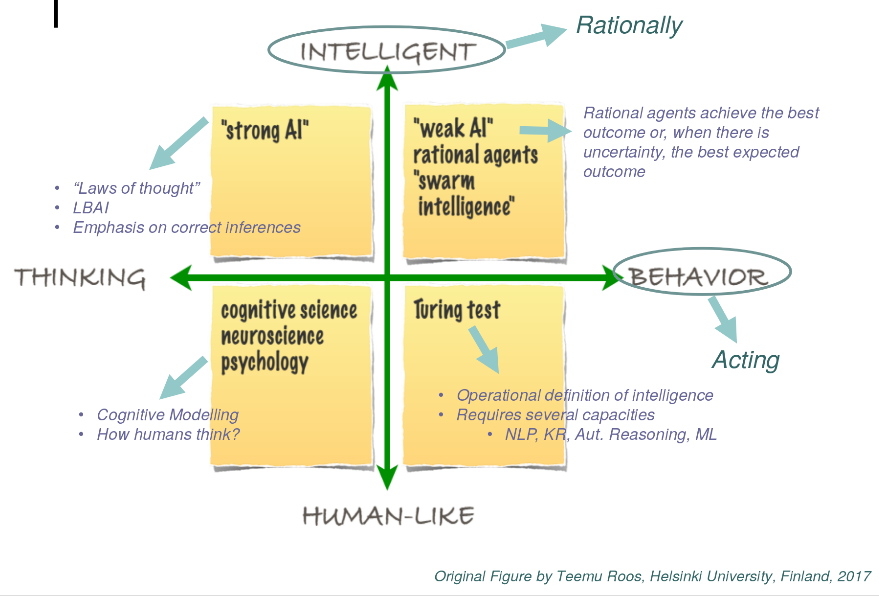 Rationally
INTELLIGENT
"strong AI"
"weak AI"
rational agents
"swarm
intelligence"
Rational agents achieve the best
outcome or, when there is
uncertainty, the best expected
outcome
• “Laws of thought”
• LBAI
• Emphasis on correct inferences
THINKING
BEHAVIOR
cognitive science
neuroscience
psychology
Turing test
Acting
• Operational definition of intelligence
• Requires several capacities
• NLP, KR, Aut. Reasoning, ML
• Cognitive Modelling
• How humans think?
HUMAN-LIKE
Original Figure by Teemu Roos, Helsinki University, Finland, 2017